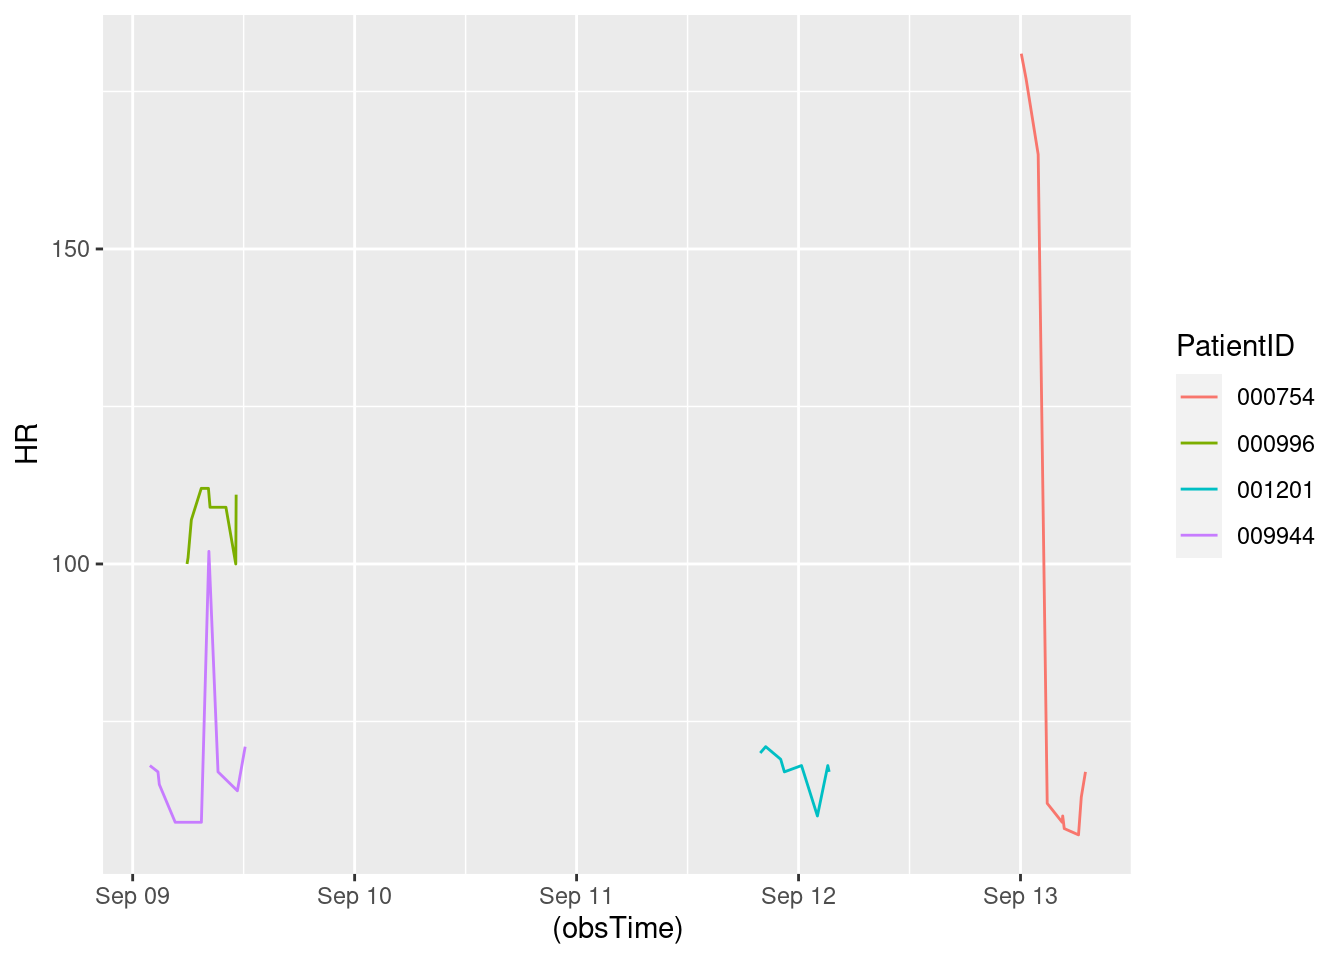 150
100
HR
Sep 09
Sep 10
Sep 11
Sep 12
Sep 13
(obsTime)
PatientID
000754
000996
001201
009944